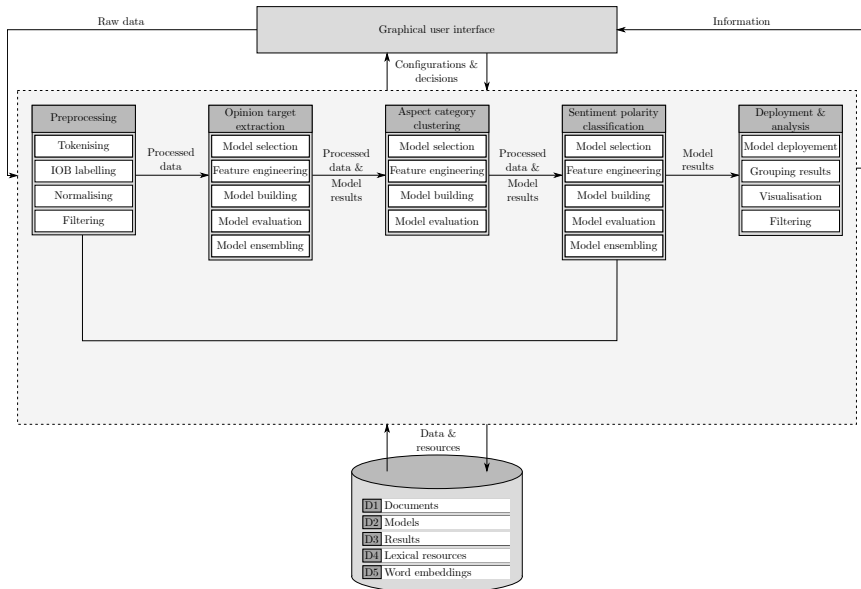 Raw data
Graphical user interface
Information
Configurations &
decisions
Preprocessing
Tokenising
IOB labelling
Normalising
Filtering
Processed
data
Opinion target
extraction
Model selection
Feature engineering
Model building
Model evaluation
Model ensembling
Processed
data &
Model
results
Aspect category
clustering
Model selection
Feature engineering
Model building
Model evaluation
Processed
data &
Model
results
Sentiment polarity
classification
Model selection
Feature engineering
Model building
Model evaluation
Model ensembling
Model
results
Deployment &
analysis
Model deployement
Grouping results
Visualisation
Filtering
Data &
resources
D1 Documents
D2 Models
D3 Results
D4 Lexical resources
D5 Word embeddings